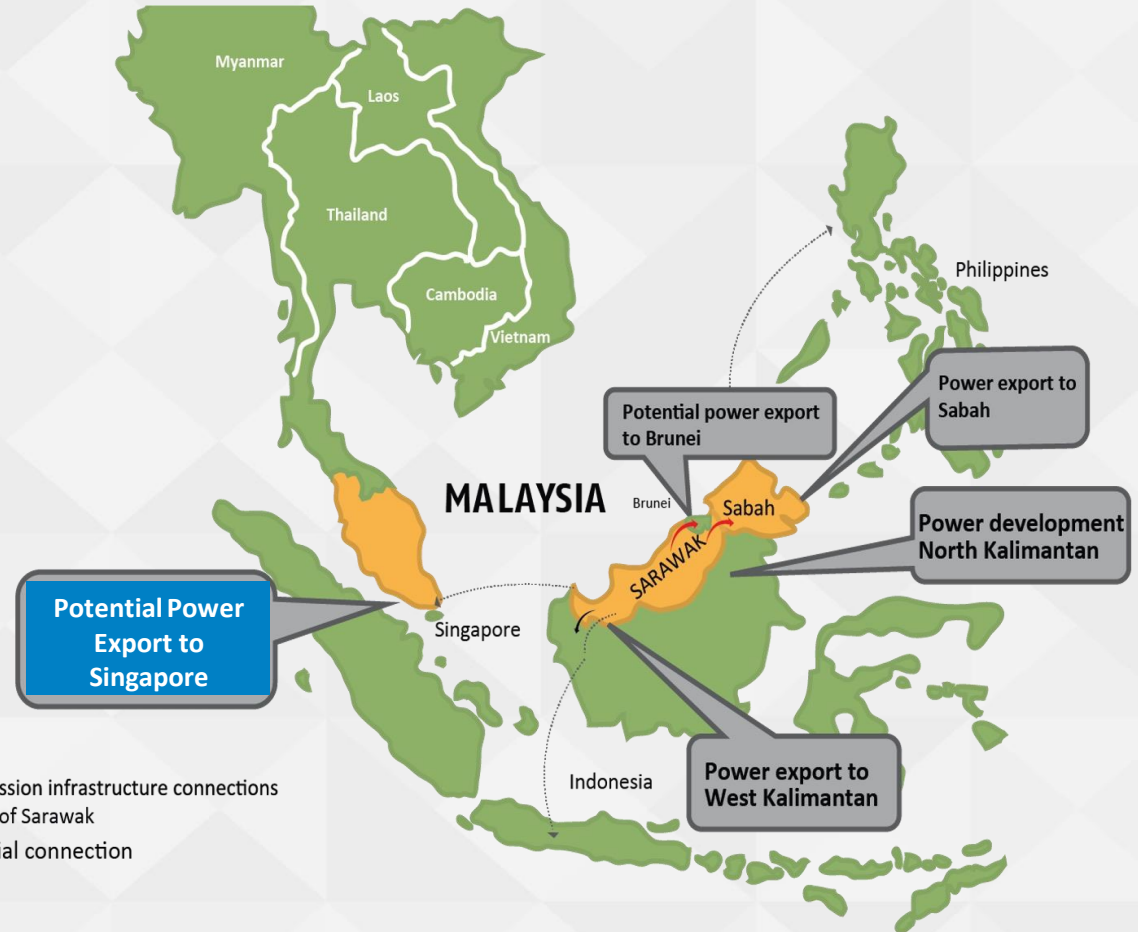 Myanmar
Laos
Thailand
Cambodia
Vietnam
Philippines
Power export to
Sabah
Potential power export
to Brunei
MALAYSIA
Brunei
Sabah
SARAWAK
Power development
North Kalimantan
Potential Power
Export to
Singapore
Singapore
Indonesia
Power export to
West Kalimantan
infrastructure connections
of Sarawak
connection